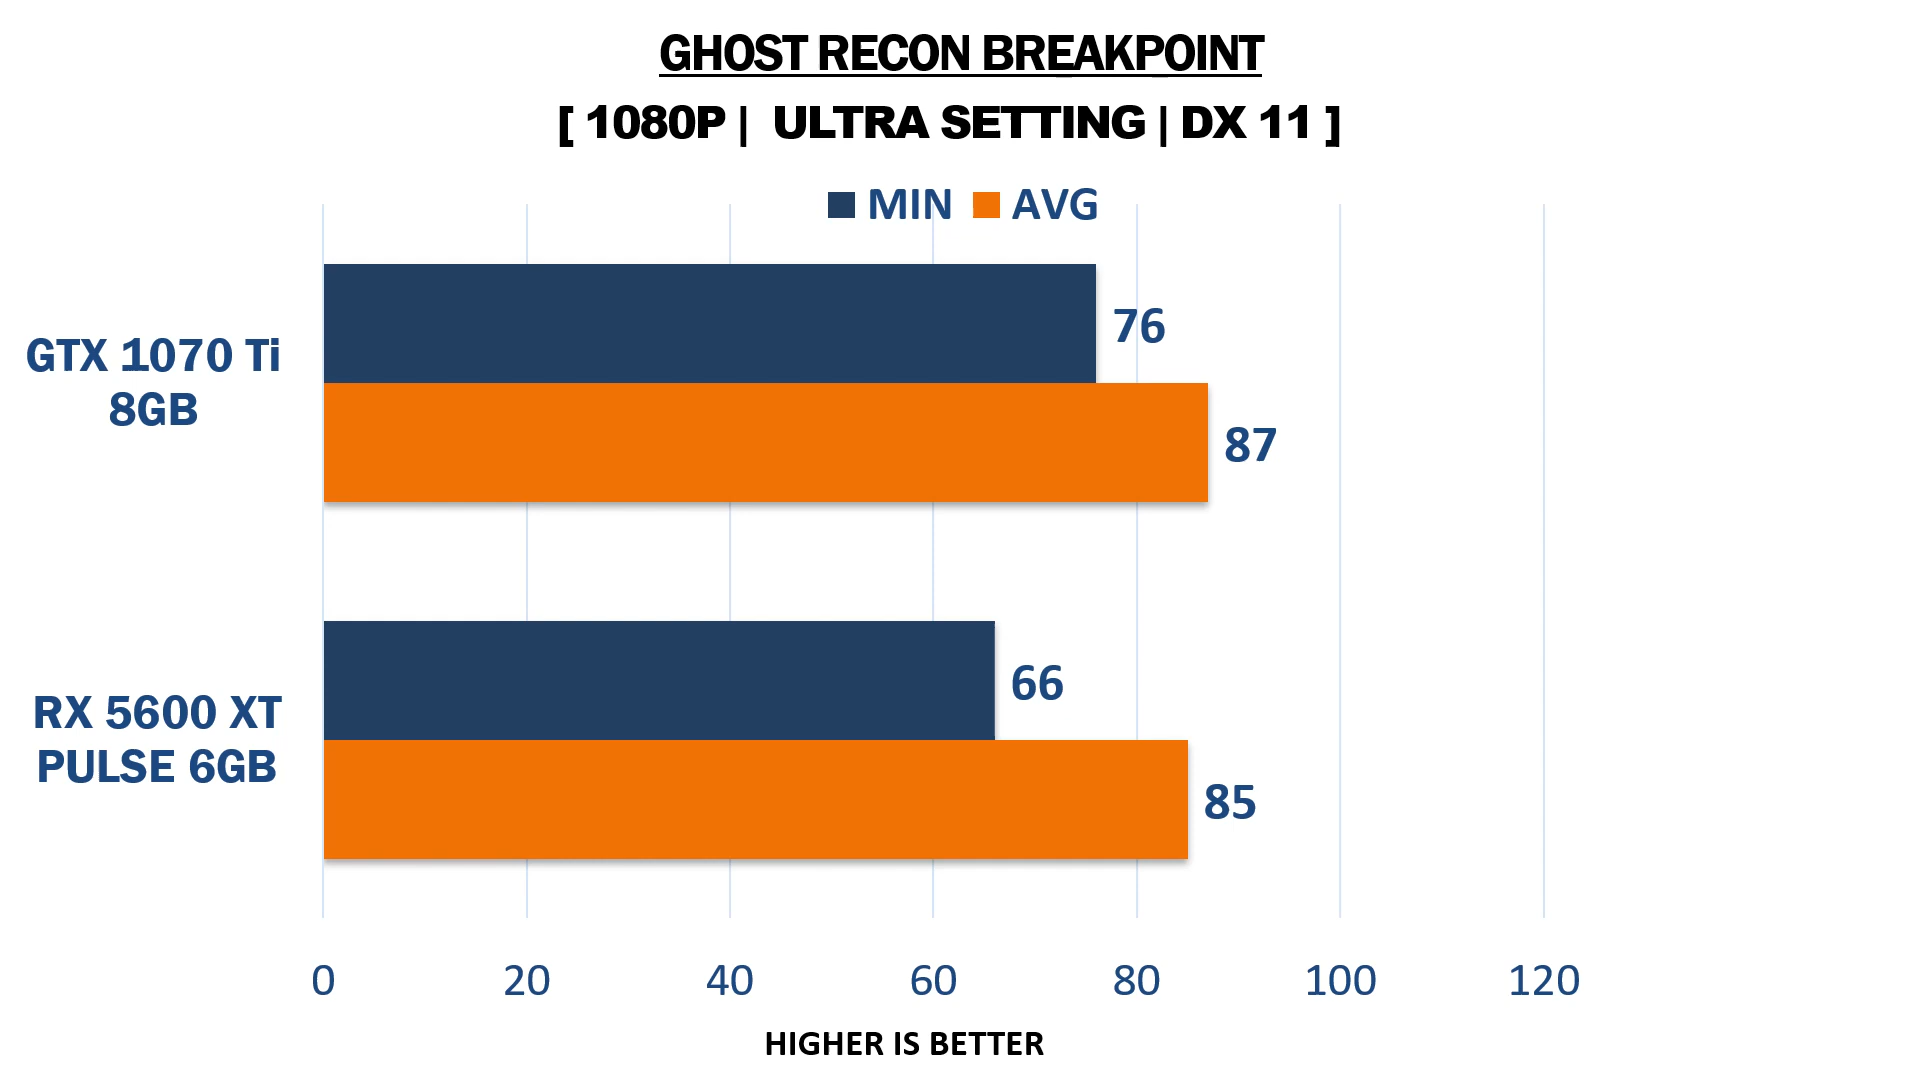 GHOST RECON BREAKPOINT
[ 1080P | ULTRA SETTING | DX 11 ]
MIN AVG
GTX 1070 Ti
8GB
76
87
RX 5600 XT
PULSE 6GB
66
85
0 20 40 60 80 100 120
HIGHER IS BETTER